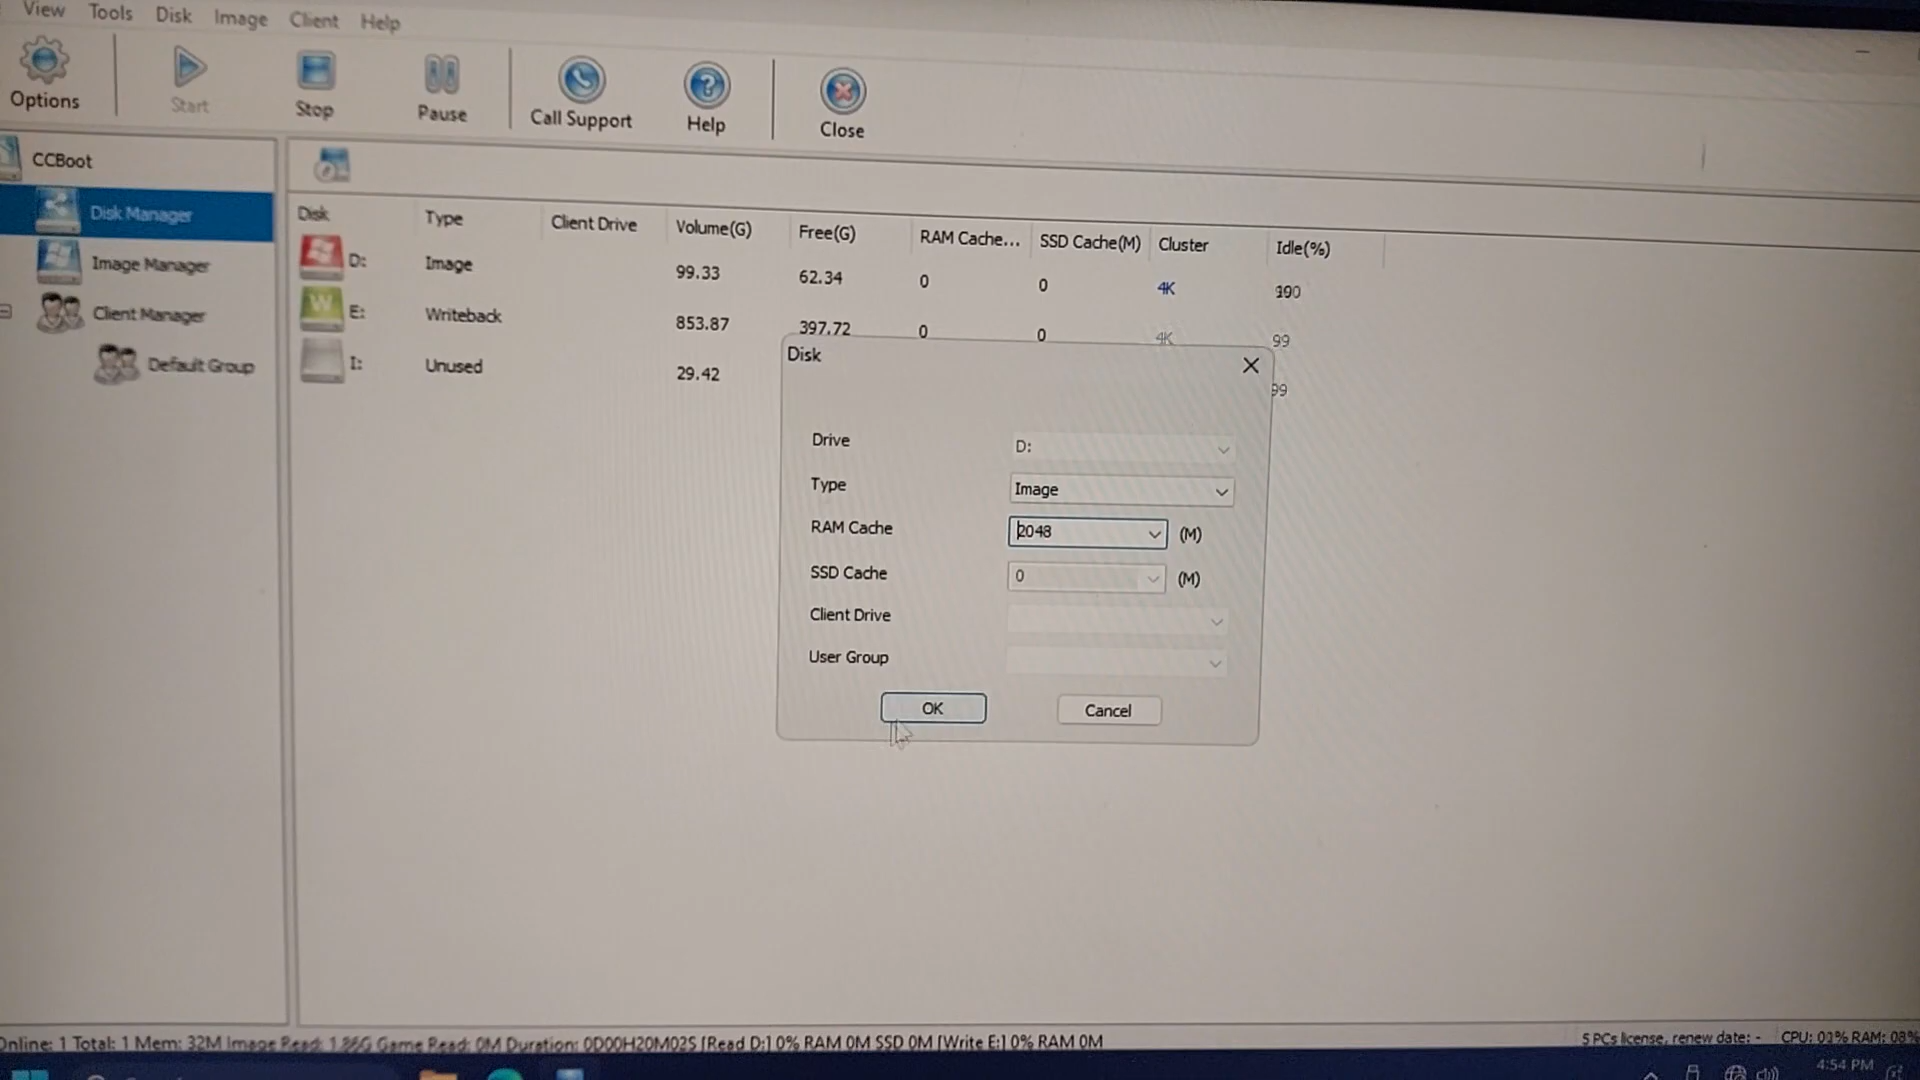 View Tools Disk Image Client Help
Options Start Stop Pause Call Support Help Close
CCBoot
Disk Manager
Image Manager
Client Manager
Default Group
Disk Type Client Drive Volume(G) Free(G) RAM Cache... SSD Cache(M) Cluster Idle(%)
D: Image 99.33 62.34 0 0 4K
E: Writeback 853.87 397.72 0 0 4K 99
I: Unused 29.42 99
Disk
Drive D:
Type Image
RAM Cache 2048 (M)
SSD Cache 0 (M)
Client Drive
User Group
OK Cancel
Online: 1 Total: 1 Mem: 32M Image Read: 1.86G Game Read: 0M Duration: 0D00H20M02S [Read D:] 0% RAM 0M SSD 0M [Write E:] 0% RAM 0M
5 PCs license, renew date: - CPU: 01% RAM: 08%
4:54 PM